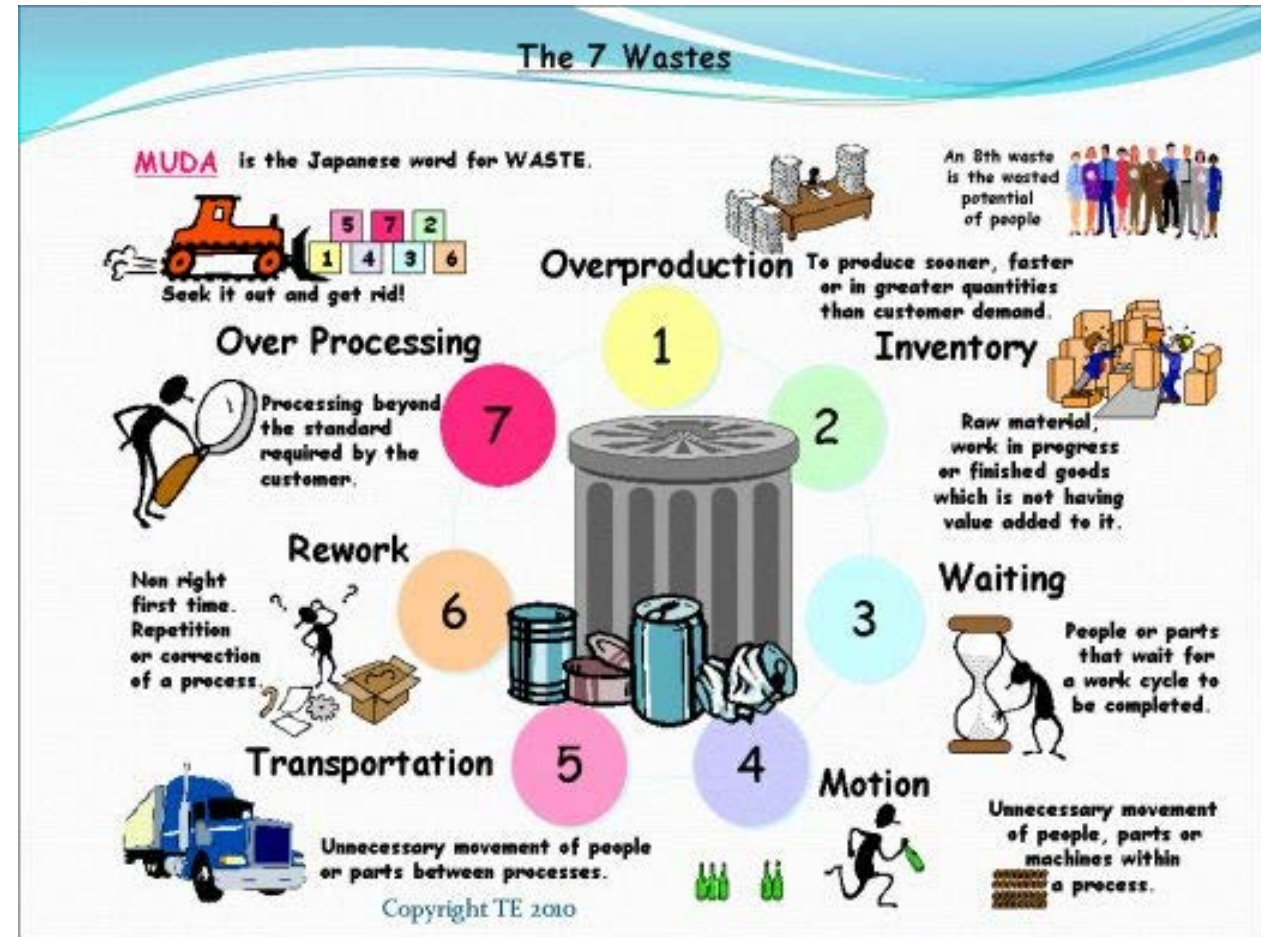 The 7 Wastes
MUDA is the Japanese word for WASTE.
5 7 2
1 4 3 6
Seek it out and get rid!
An 8th waste
is the wasted
potential
of people
Overproduction
To produce sooner, faster
or in greater quantities
than customer demand.
1
Inventory
2
Raw material,
work in progress
or finished goods
which is not having
value added to it.
Waiting
3
People or parts
that wait for
a work cycle to
be completed.
Motion
4
Unnecessary movement
of people, parts or
machines within
a process.
Transportation
5
Unnecessary movement of people
or parts between processes.
Rework
6
Non right
first time.
Repetition
or correction
of a process.
Over Processing
7
Processing beyond
the standard
required by the
customer.
Copyright TE 2010